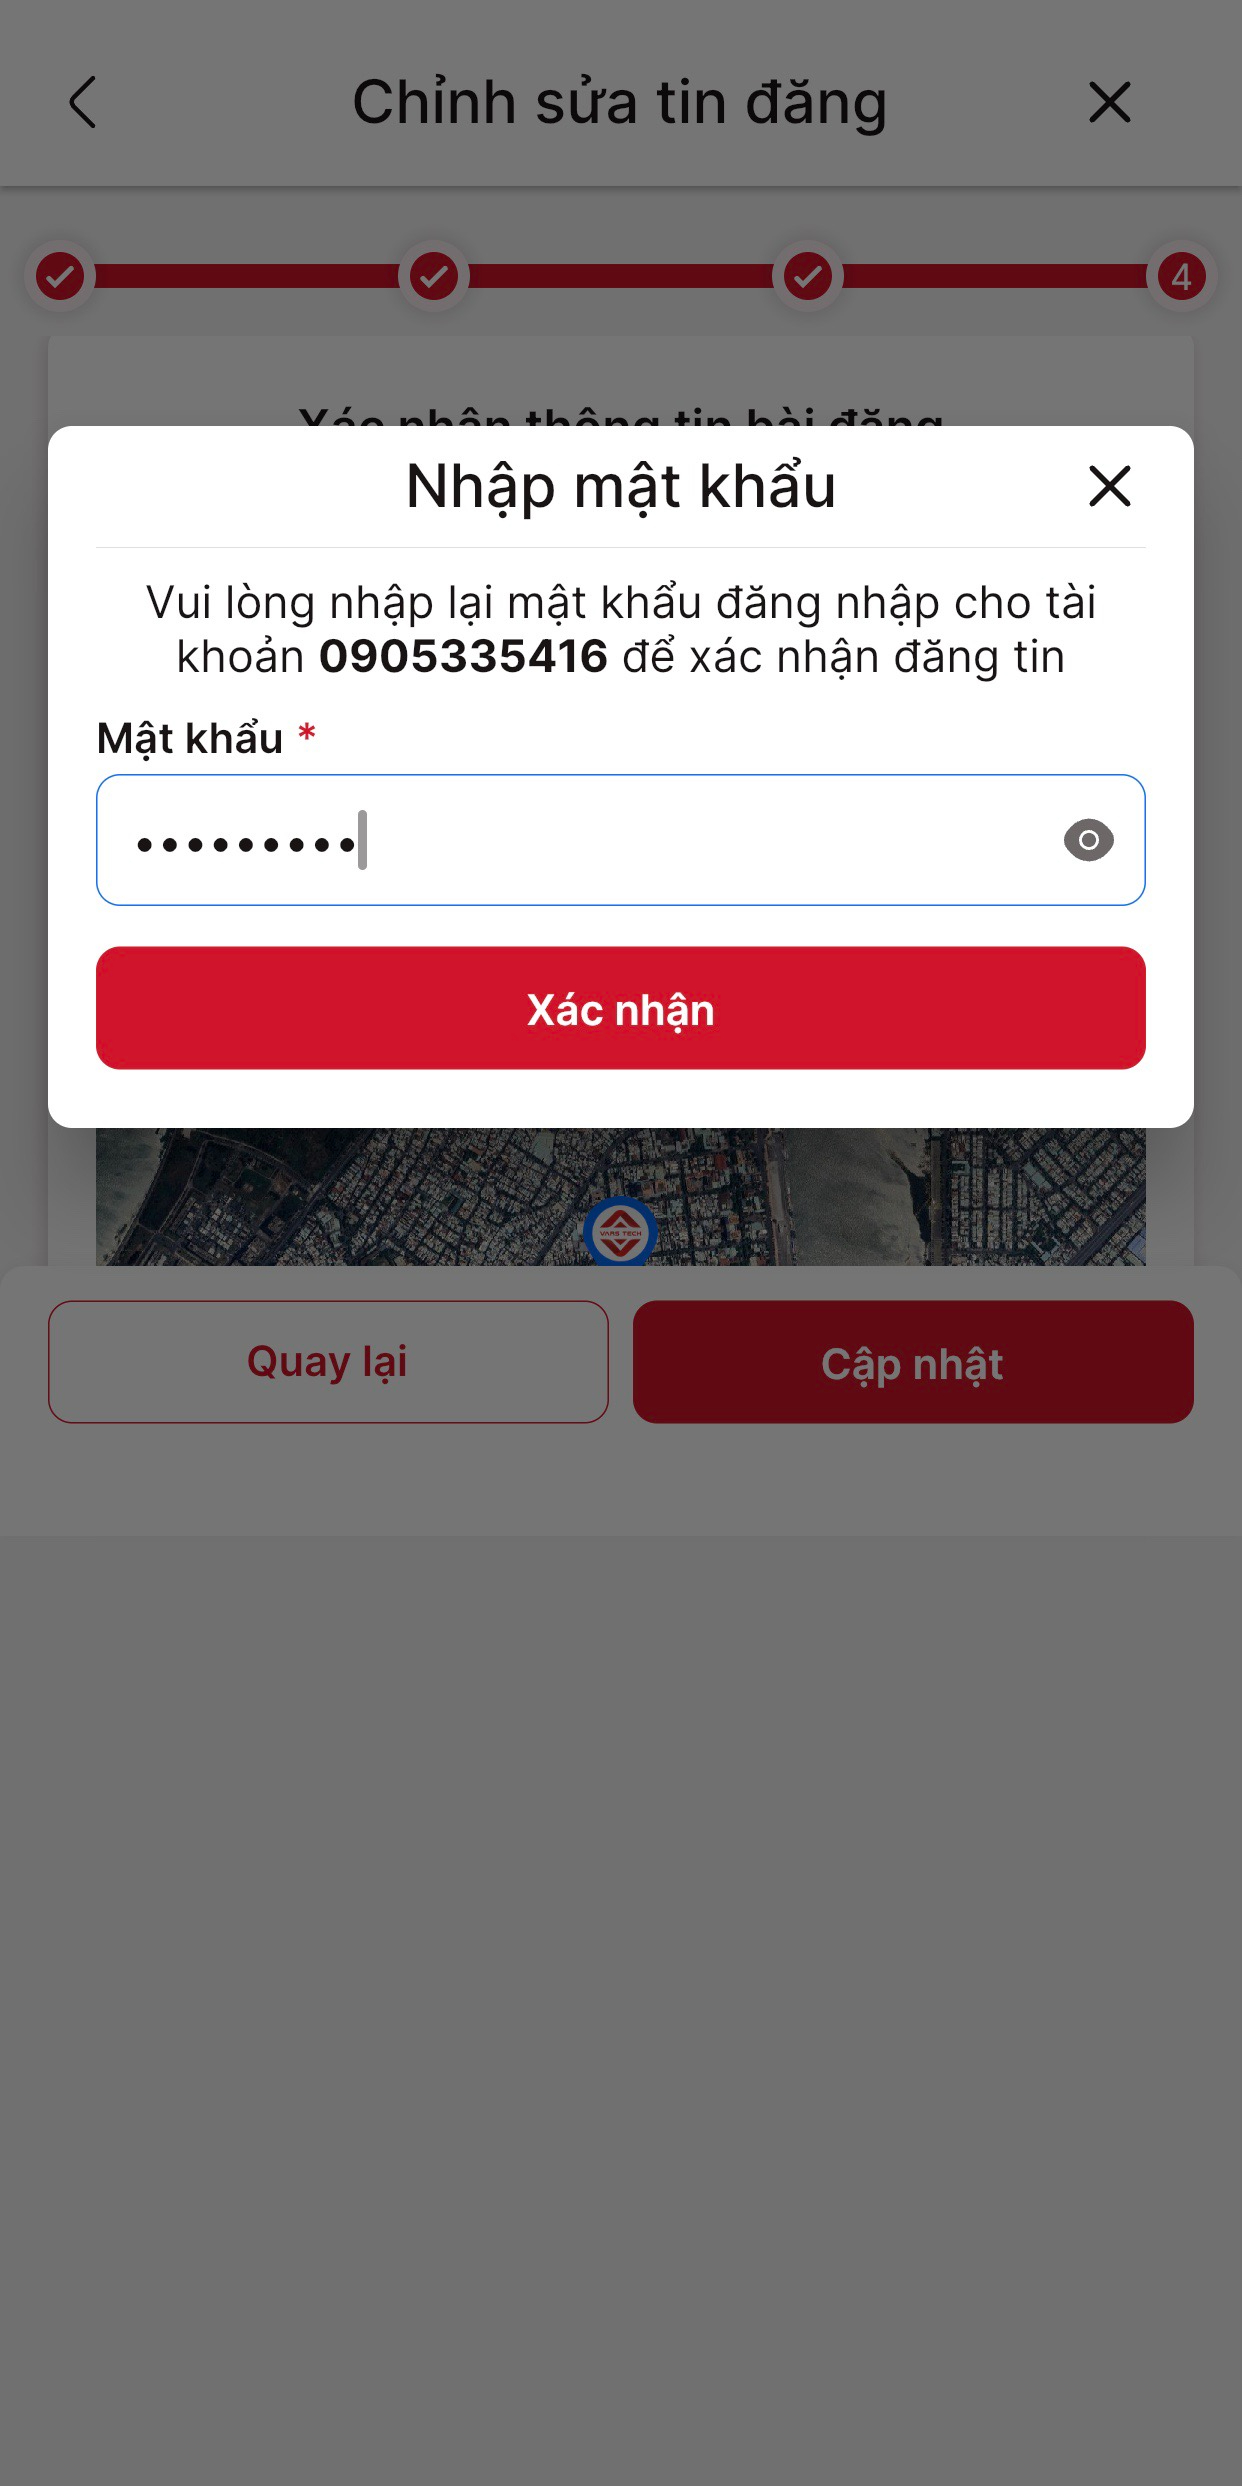 Chỉnh sửa tin đăng
4
Xác nhận thông tin bài đăng
Nhập mật khẩu
Vui lòng nhập lại mật khẩu đăng nhập cho tài
khoản 0905335416 để xác nhận đăng tin
Mật khẩu *
•••••••••
Xác nhận
VARS TECH
Quay lại
Cập nhật